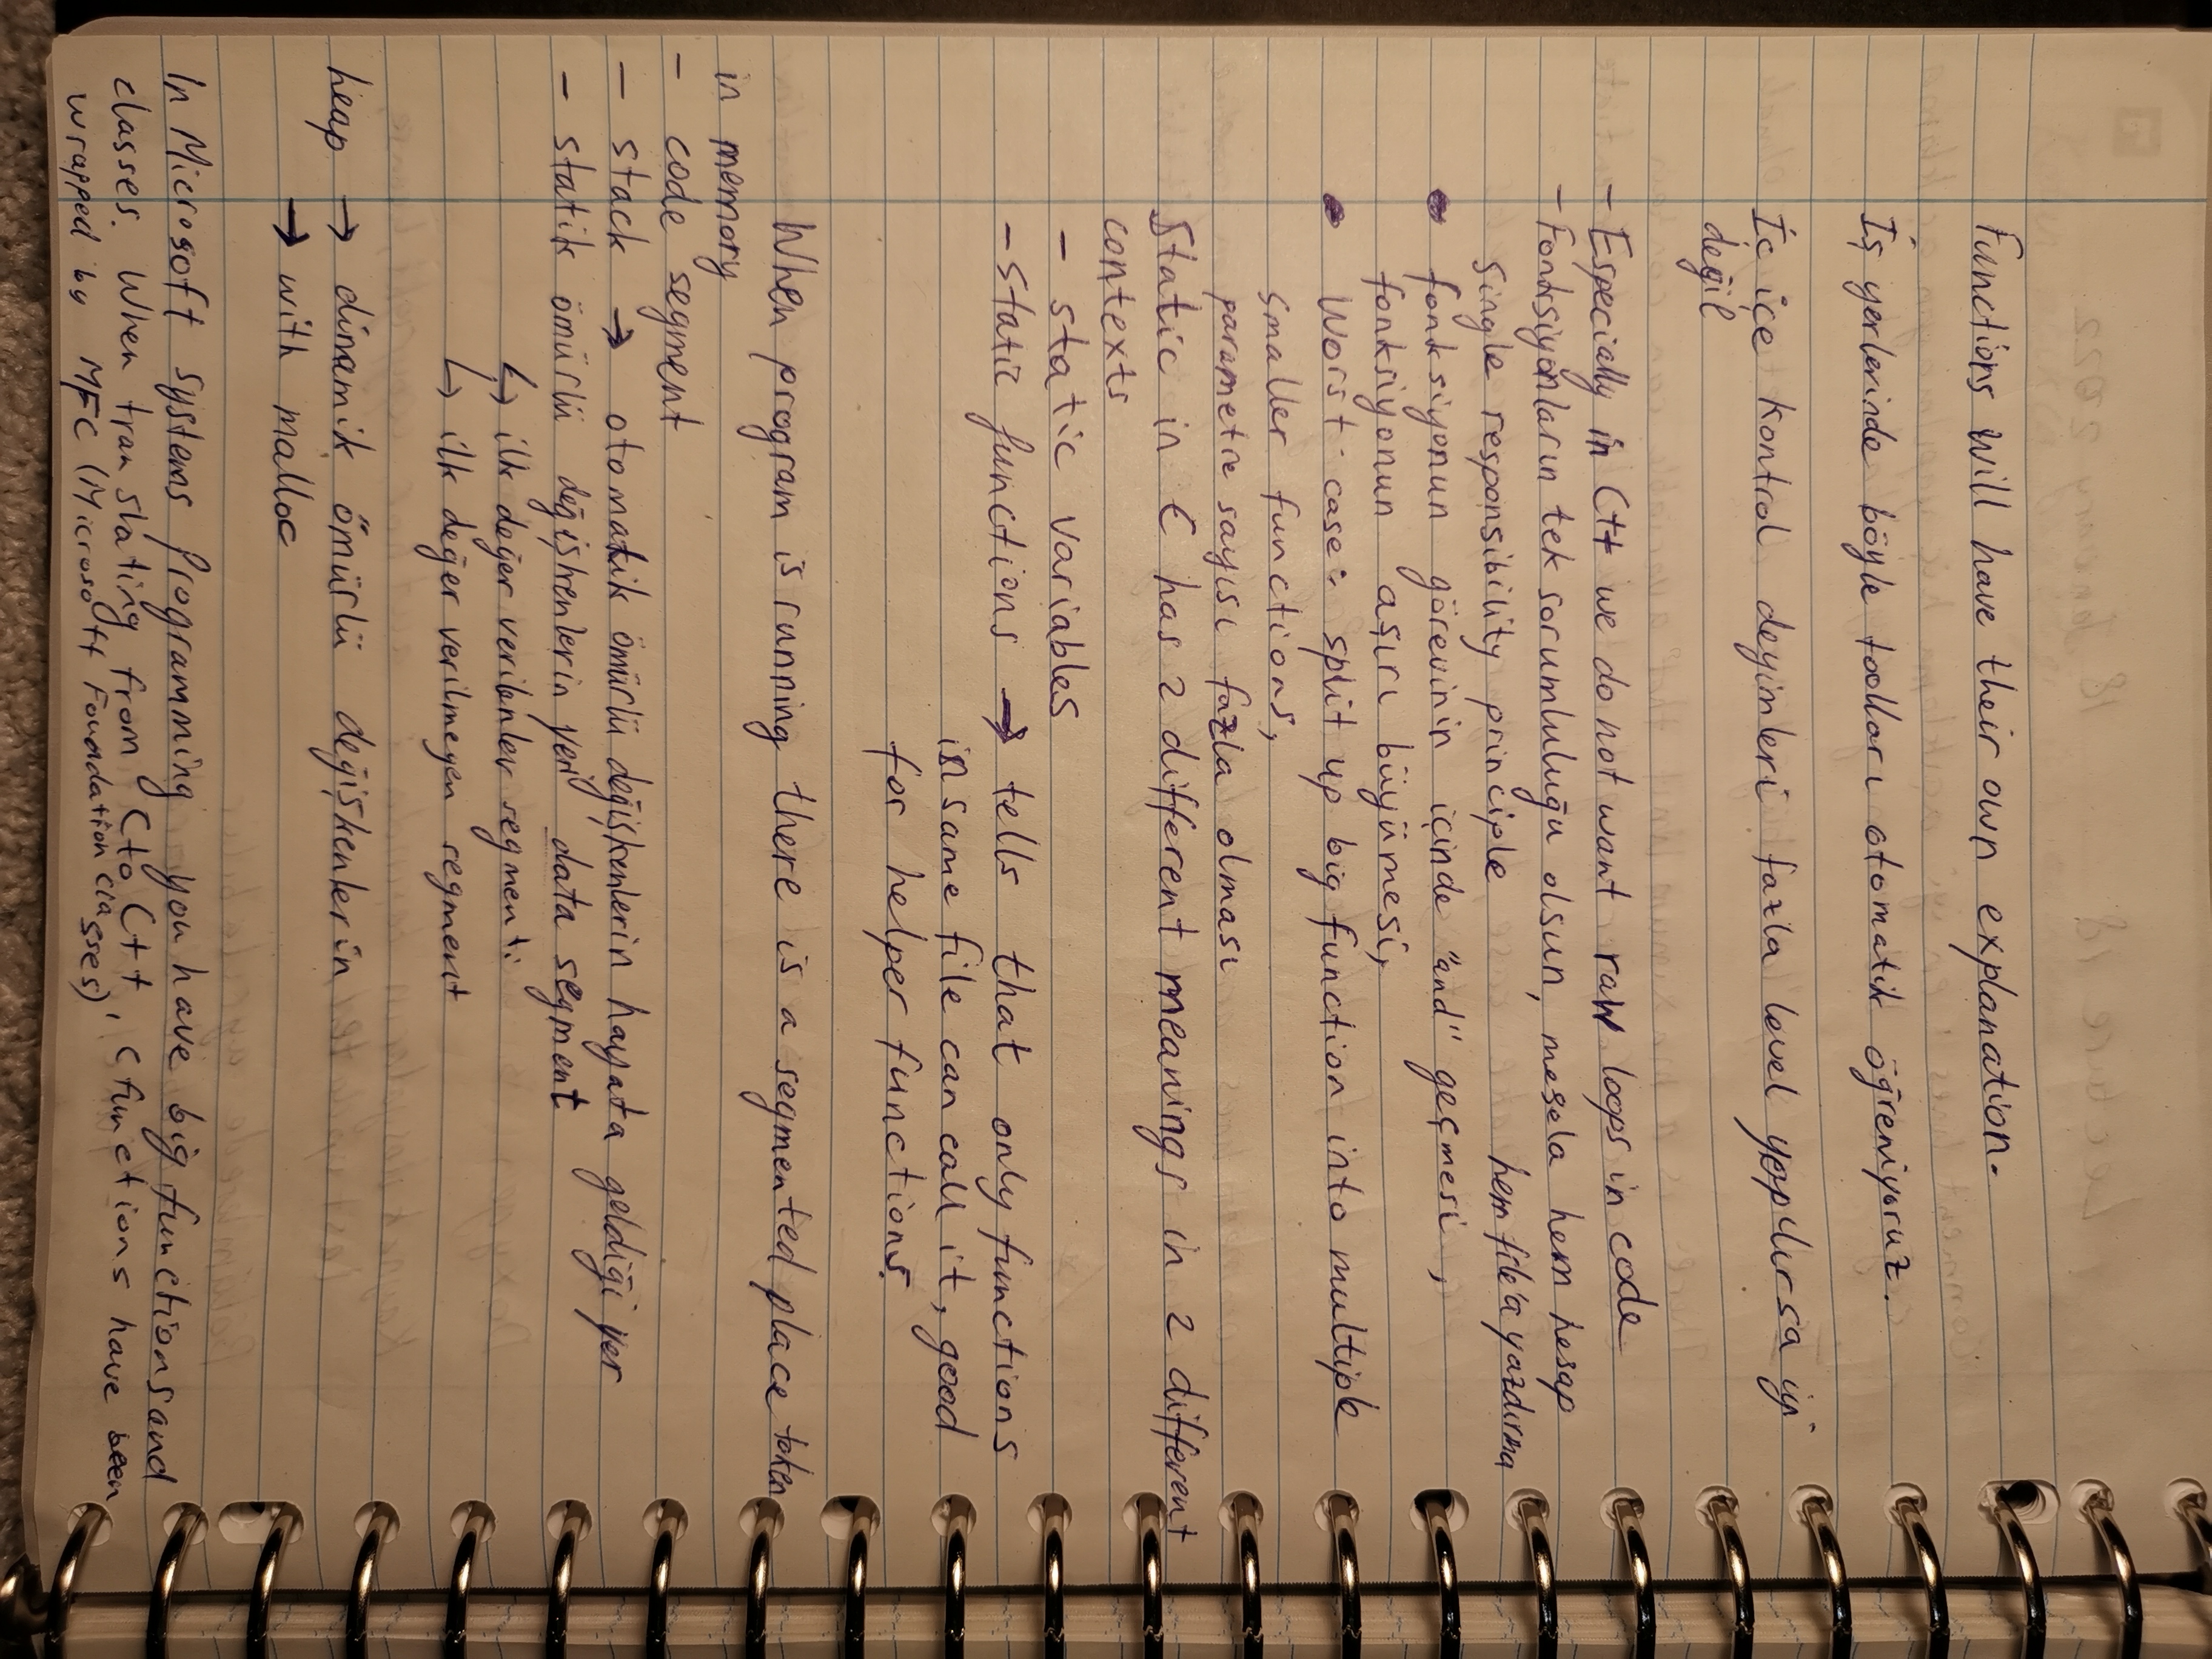 Functions will have their own explanation.
İş yerlerinde böyle toolları otomatik öğreniyoruz.
İç içe kontrol deyimleri fazla level yapılırsa iyi
değil
- Especially in C++ we do not want raw loops in code
- Fonksiyonların tek sorumluluğu olsun, mesela hem hesap
hem file'a yazdırma
single responsibility principle
• fonksiyonun görevinin içinde "and" geçmesi,
fonksiyonun aşırı büyümesi,
• Worst case: split up big function into multiple
smaller functions,
parametre sayısı fazla olması
Static in C has 2 different meanings in 2 different
contexts
- static variables
- static functions → tells that only functions
in same file can call it, good
for helper functions.
When program is running there is a segmented place taken
in memory
- code segment
- stack → otomatik ömürlü değişkenlerin hayata geldiği yer
- statik ömürlü değişkenlerin yeri data segment
↳ ilk değer verilenler segmenti
↳ ilk değer verilmeyen segment
heap → dinamik ömürlü değişkenlerin
→ with malloc
In Microsoft Systems Programming you have big functions and
classes. When translating from C to C++, C functions have been
wrapped by MFC (Microsoft Foundation Classes)